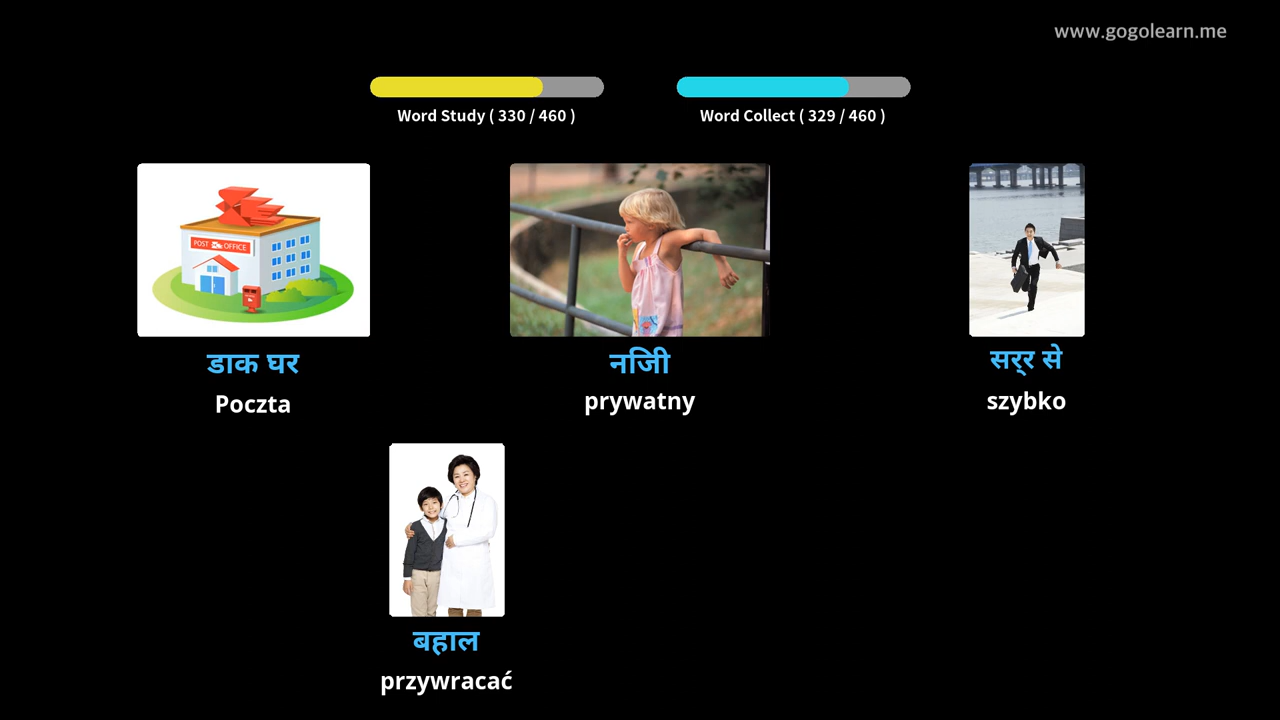 www.gogolearn.me
Word Study ( 330 / 460 )
Word Collect ( 329 / 460 )
POST OFFICE
डाक घर
Poczta
निजीि
prywatny
सर्र से
szybko
बहाल
przywracać